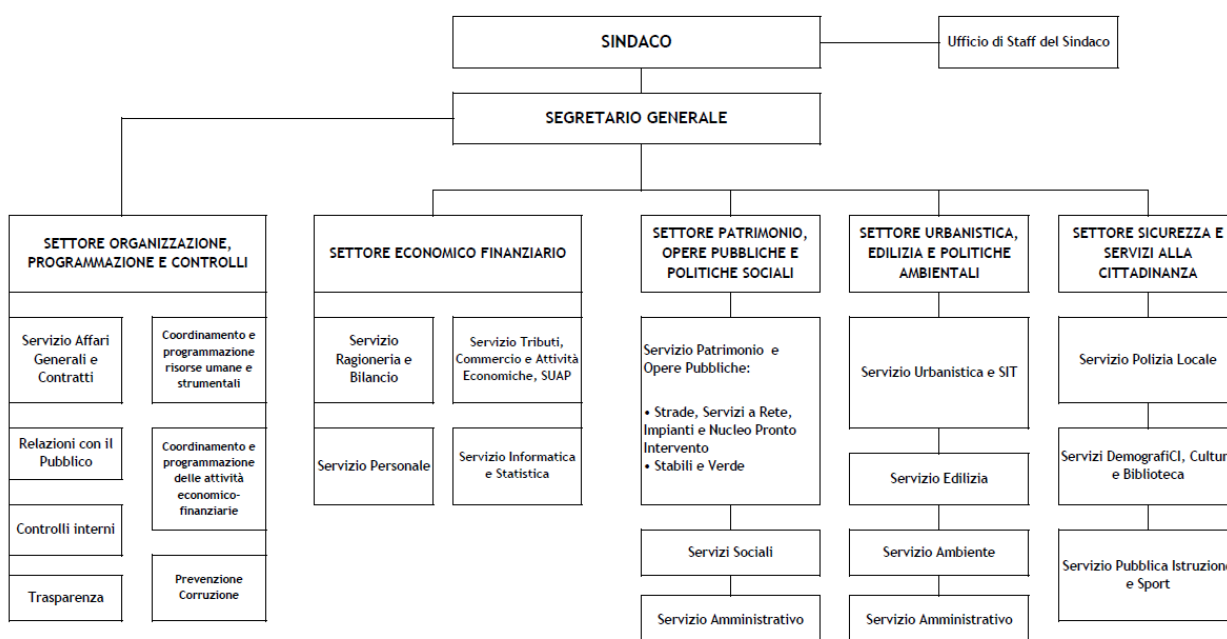 SINDACO
Ufficio di Staff del Sindaco
SEGRETARIO GENERALE
SETTORE ORGANIZZAZIONE,
PROGRAMMAZIONE E CONTROLLI
SETTORE ECONOMICO FINANZIARIO
SETTORE PATRIMONIO,
OPERE PUBBLICHE E
POLITICHE SOCIALI
SETTORE URBANISTICA,
EDILIZIA E POLITICHE
AMBIENTALI
SETTORE SICUREZZA E
SERVIZI ALLA
CITTADINANZA
Servizio Affari
Generali e
Contratti
Coordinamento e
programmazione
risorse umane e
strumentali
Relazioni con il
Pubblico
Coordinamento e
programmazione
delle attività
economico-
finanziarie
Controlli interni
Prevenzione
Corruzione
Trasparenza
Servizio
Ragioneria e
Bilancio
Servizio Tributi,
Commercio e Attività
Economiche, SUAP
Servizio Personale
Servizio Informatica
e Statistica
Servizio Patrimonio e
Opere Pubbliche:
• Strade, Servizi a Rete,
Impianti e Nucleo Pronto
Intervento
• Stabili e Verde
Servizi Sociali
Servizio Amministrativo
Servizio Urbanistica e SIT
Servizio Edilizia
Servizio Ambiente
Servizio Amministrativo
Servizio Polizia Locale
Servizi DemografiCI, Cultura
e Biblioteca
Servizio Pubblica Istruzione
e Sport